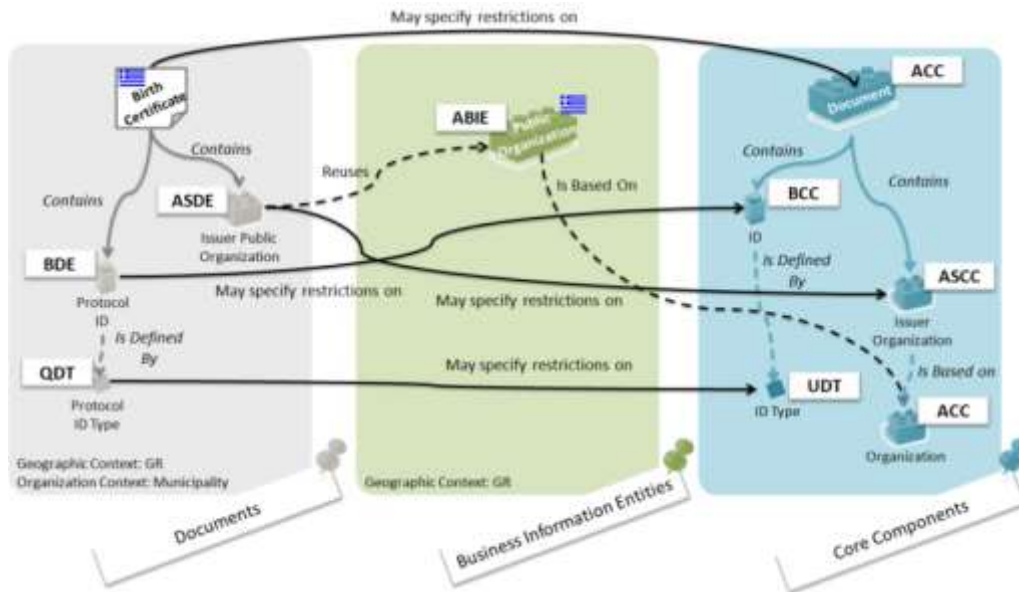 May specify restrictions on
Birth
Certificate
Contains
Contains
ASDE
Issuer Public
Organization
BDE
Protocol
ID
Is Defined
By
QDT
Protocol
ID Type
Geographic Context: GR
Organization Context: Municipality
Documents
ABIE
Public
Organization
Reuses
Is Based On
May specify restrictions on
May specify restrictions on
May specify restrictions on
Geographic Context: GR
Business Information Entities
ACC
Document
Contains
Contains
BCC
ID
Is Defined
By
ASCC
Issuer
Organization
Is Based on
UDT
ID Type
ACC
Organization
Core Components